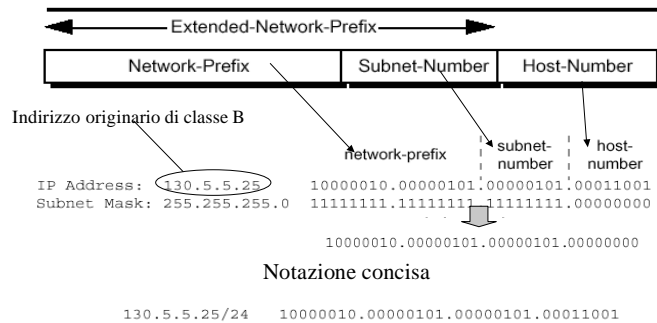 Extended-Network-Prefix
Network-Prefix Subnet-Number Host-Number
Indirizzo originario di classe B
network-prefix subnet-number host-number
IP Address: 130.5.5.25 10000010.00000101.00000101.00011001
Subnet Mask: 255.255.255.0 11111111.11111111.11111111.00000000
10000010.00000101.00000101.00000000
Notazione concisa
130.5.5.25/24 10000010.00000101.00000101.00011001